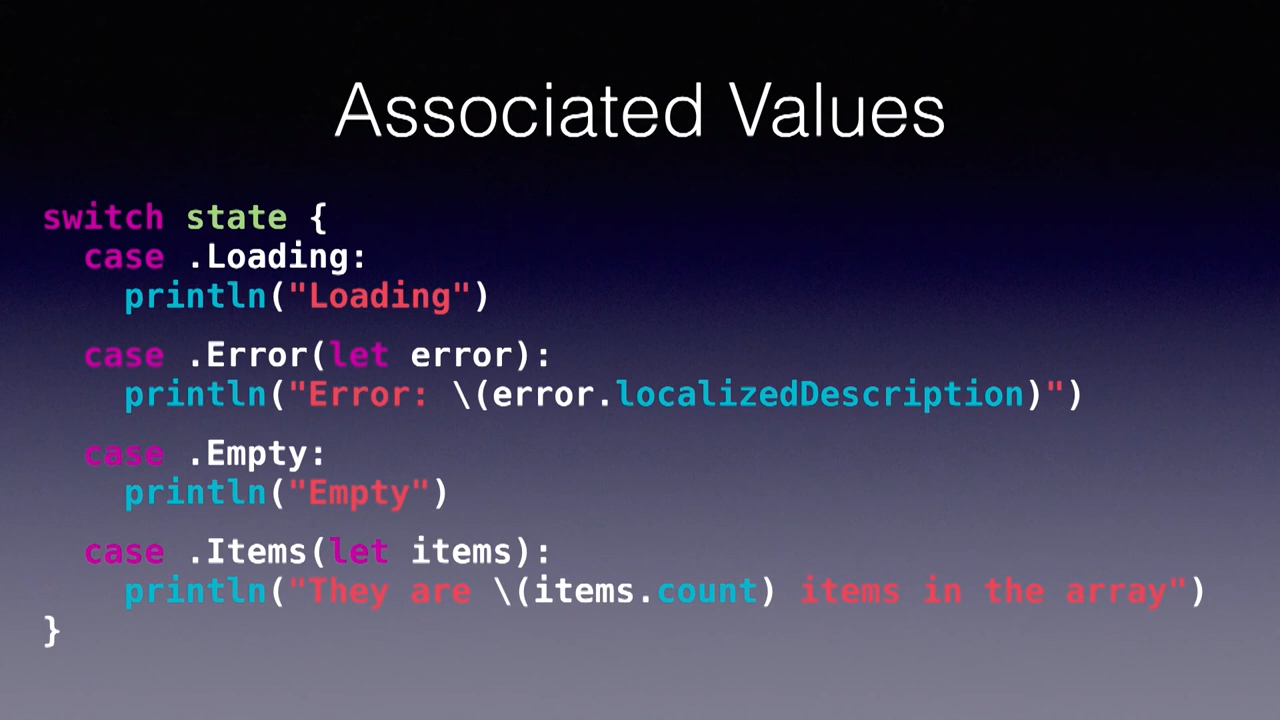 Associated Values
switch state {
  case .Loading:
    println("Loading")
  case .Error(let error):
    println("Error: \(error.localizedDescription)")
  case .Empty:
    println("Empty")
  case .Items(let items):
    println("They are \(items.count) items in the array")
}